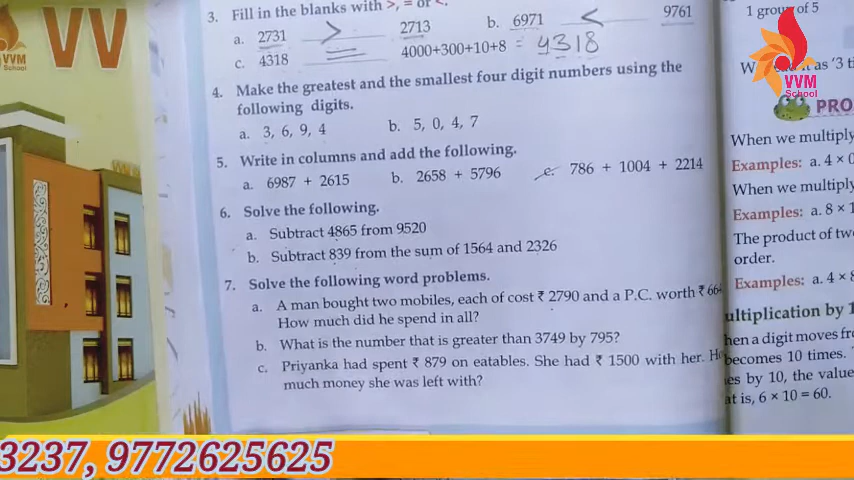 3. Fill in the blanks with >, = or <.
a. 2731 > 2713 b. 6971 < 9761
c. 4318 = 4000+300+10+8 = 4318
4. Make the greatest and the smallest four digit numbers using the
following digits.
a. 3, 6, 9, 4 b. 5, 0, 4, 7
5. Write in columns and add the following.
a. 6987 + 2615 b. 2658 + 5796 c. 786 + 1004 + 2214
6. Solve the following.
a. Subtract 4865 from 9520
b. Subtract 839 from the sum of 1564 and 2326
7. Solve the following word problems.
a. A man bought two mobiles, each of cost ₹ 2790 and a P.C. worth ₹
How much did he spend in all?
b. What is the number that is greater than 3749 by 795?
c. Priyanka had spent ₹ 879 on eatables. She had ₹ 1500 with her.
much money she was left with?
1 group of 5
as '3
PRO
When we multiply
Examples: a. 4 ×
When we multiply
Examples: a. 8 ×
The product of
order.
Examples: a. 4 ×
ultiplication by
hen a digit moves
becomes 10 times.
es by 10, the value
at is, 6 × 10 = 60.
VV
VVM
School
VVM
School
3237, 9772625625